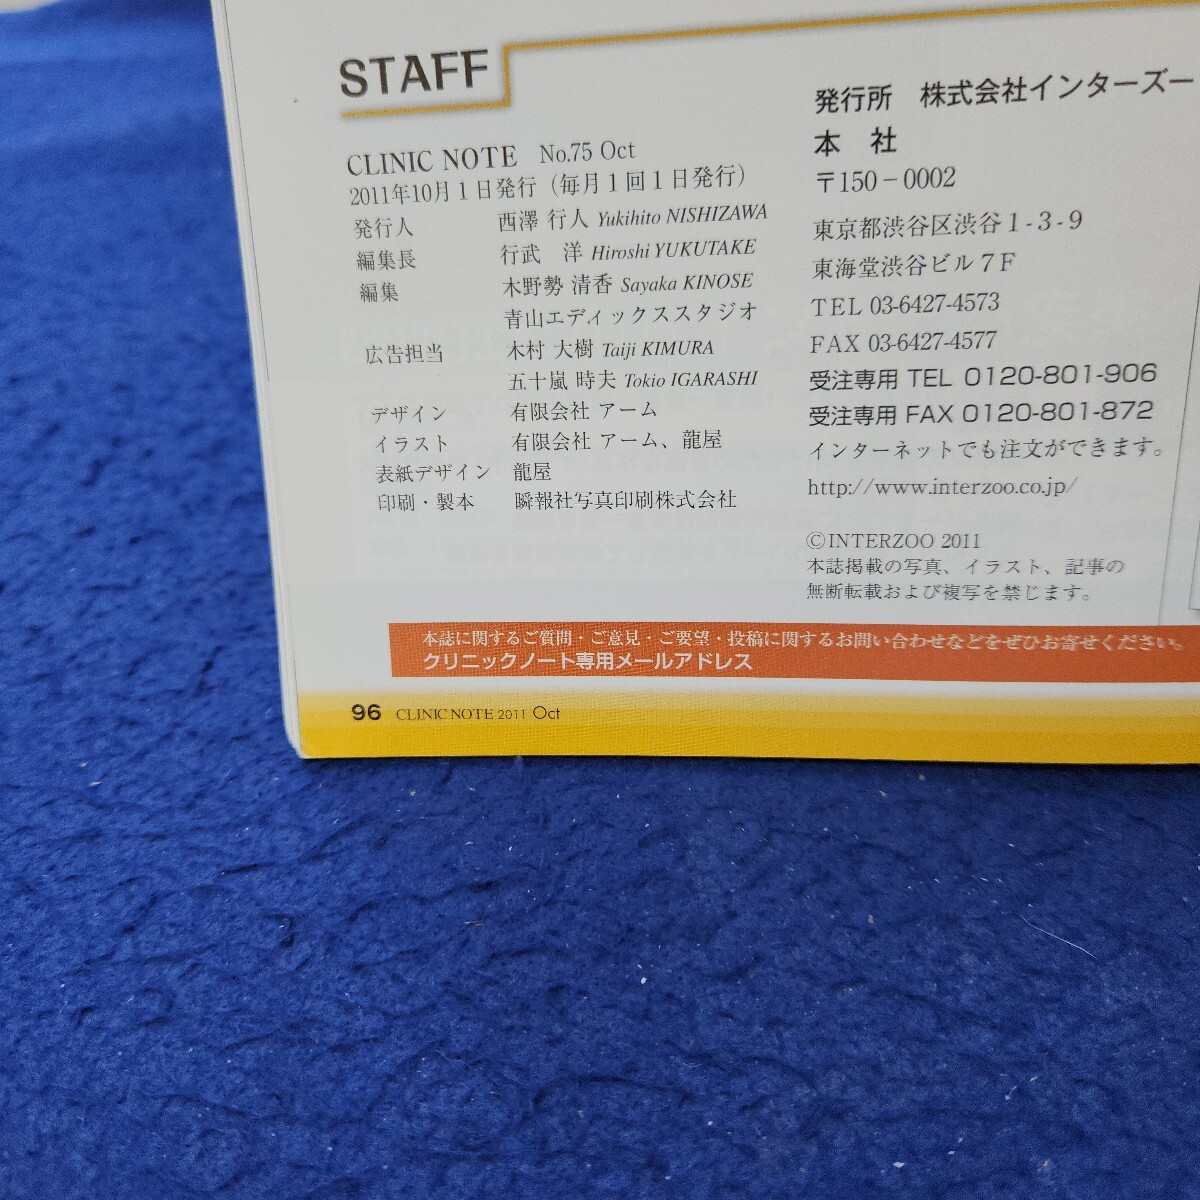 STAFF
CLINIC NOTE No.75 Oct
2011年10月1日発行（毎月1回1日発行）
発行人 西澤 行人 Yukihito NISHIZAWA
編集長 行武 洋 Hiroshi YUKUTAKE
編集 木野勢 清香 Sayaka KINOSE
青山エディックススタジオ
広告担当 木村 大樹 Taiji KIMURA
五十嵐 時夫 Tokio IGARASHI
デザイン 有限会社 アーム
イラスト 有限会社 アーム、龍屋
表紙デザイン 龍屋
印刷・製本 瞬報社写真印刷株式会社
発行所 株式会社インターズー
本 社
〒150-0002
東京都渋谷区渋谷1-3-9
東海堂渋谷ビル7F
TEL 03-6427-4573
FAX 03-6427-4577
受注専用 TEL 0120-801-906
受注専用 FAX 0120-801-872
インターネットでも注文ができます。
http://www.interzoo.co.jp/
©INTERZOO 2011
本誌掲載の写真、イラスト、記事の
無断転載および複写を禁じます。
本誌に関するご質問・ご意見・ご要望・投稿に関するお問い合わせなどをぜひお寄せください。
クリニックノート専用メールアドレス
96 CLINIC NOTE 2011 Oct